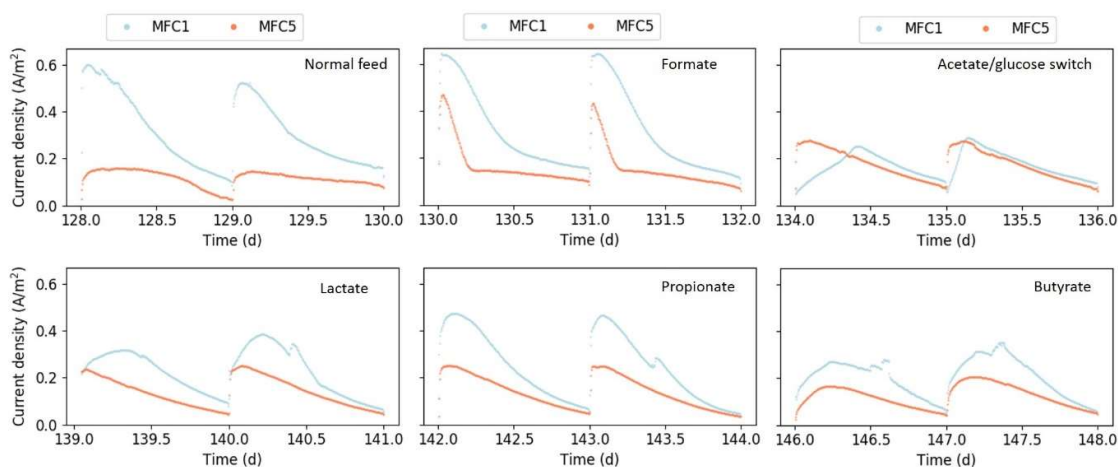 MFC1 MFC5 MFC1 MFC5 MFC1 MFC5
Normal feed
Formate
Acetate/glucose switch
Current density (A/m²)
0.6
0.4
0.2
0.0
128.0 128.5 129.0 129.5 130.0
130.0 130.5 131.0 131.5 132.0
134.0 134.5 135.0 135.5 136.0
Time (d) Time (d) Time (d)
Lactate
Propionate
Butyrate
Current density (A/m²)
0.6
0.4
0.2
0.0
139.0 139.5 140.0 140.5 141.0
142.0 142.5 143.0 143.5 144.0
146.0 146.5 147.0 147.5 148.0
Time (d) Time (d) Time (d)